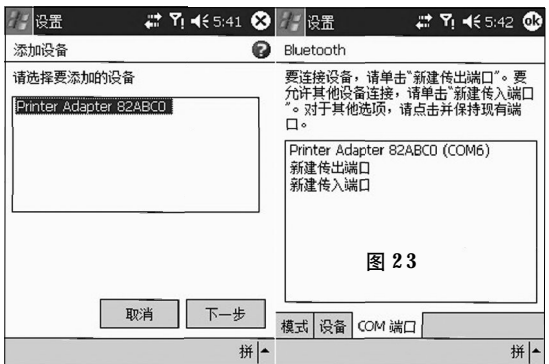 设置 5:41
添加设备
请选择要添加的设备
Printer Adapter 82ABC0
取消 下一步
拼
设置 5:42 ok
Bluetooth
要连接设备，请单击“新建传出端口”。要
允许其他设备连接，请单击“新建传入端口
”。对于其他选项，请点击并保持现有端
口。
Printer Adapter 82ABC0 (COM6)
新建传出端口
新建传入端口
图 23
模式 设备 COM 端口
拼